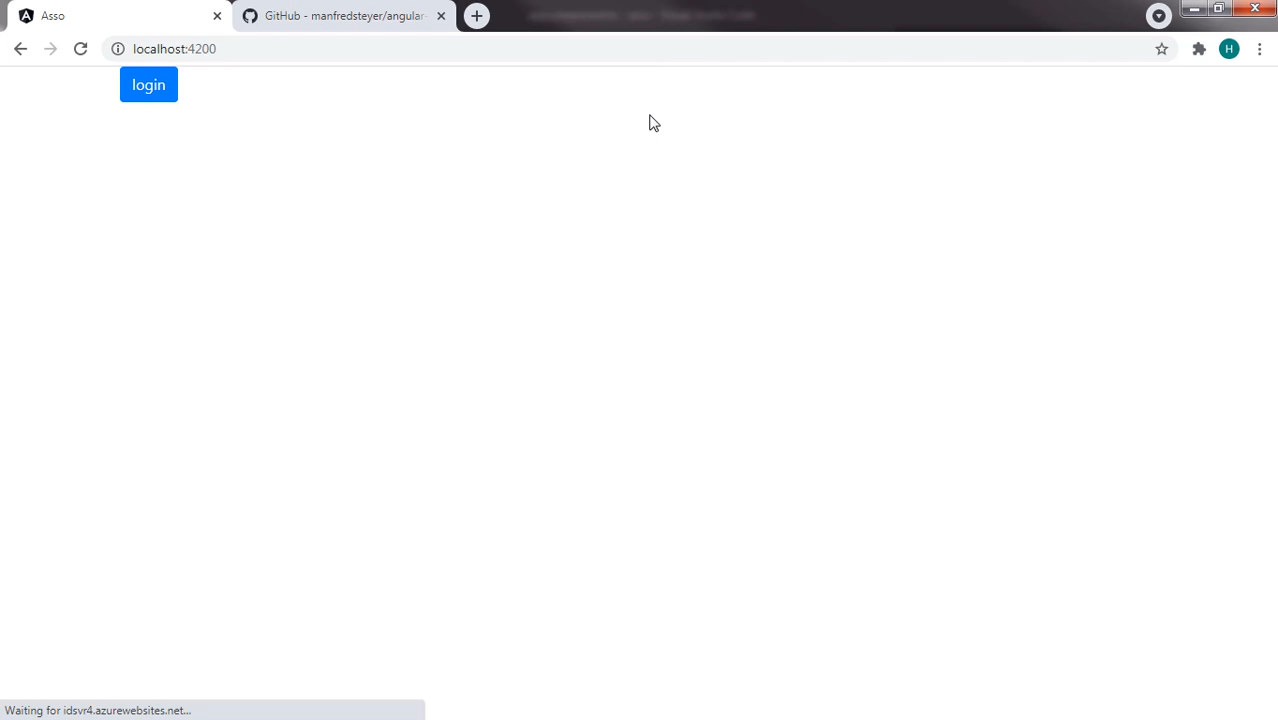 Asso
GitHub - manfredsteyer/angular-
localhost:4200
H
login
Waiting for idsvr4.azurewebsites.net...